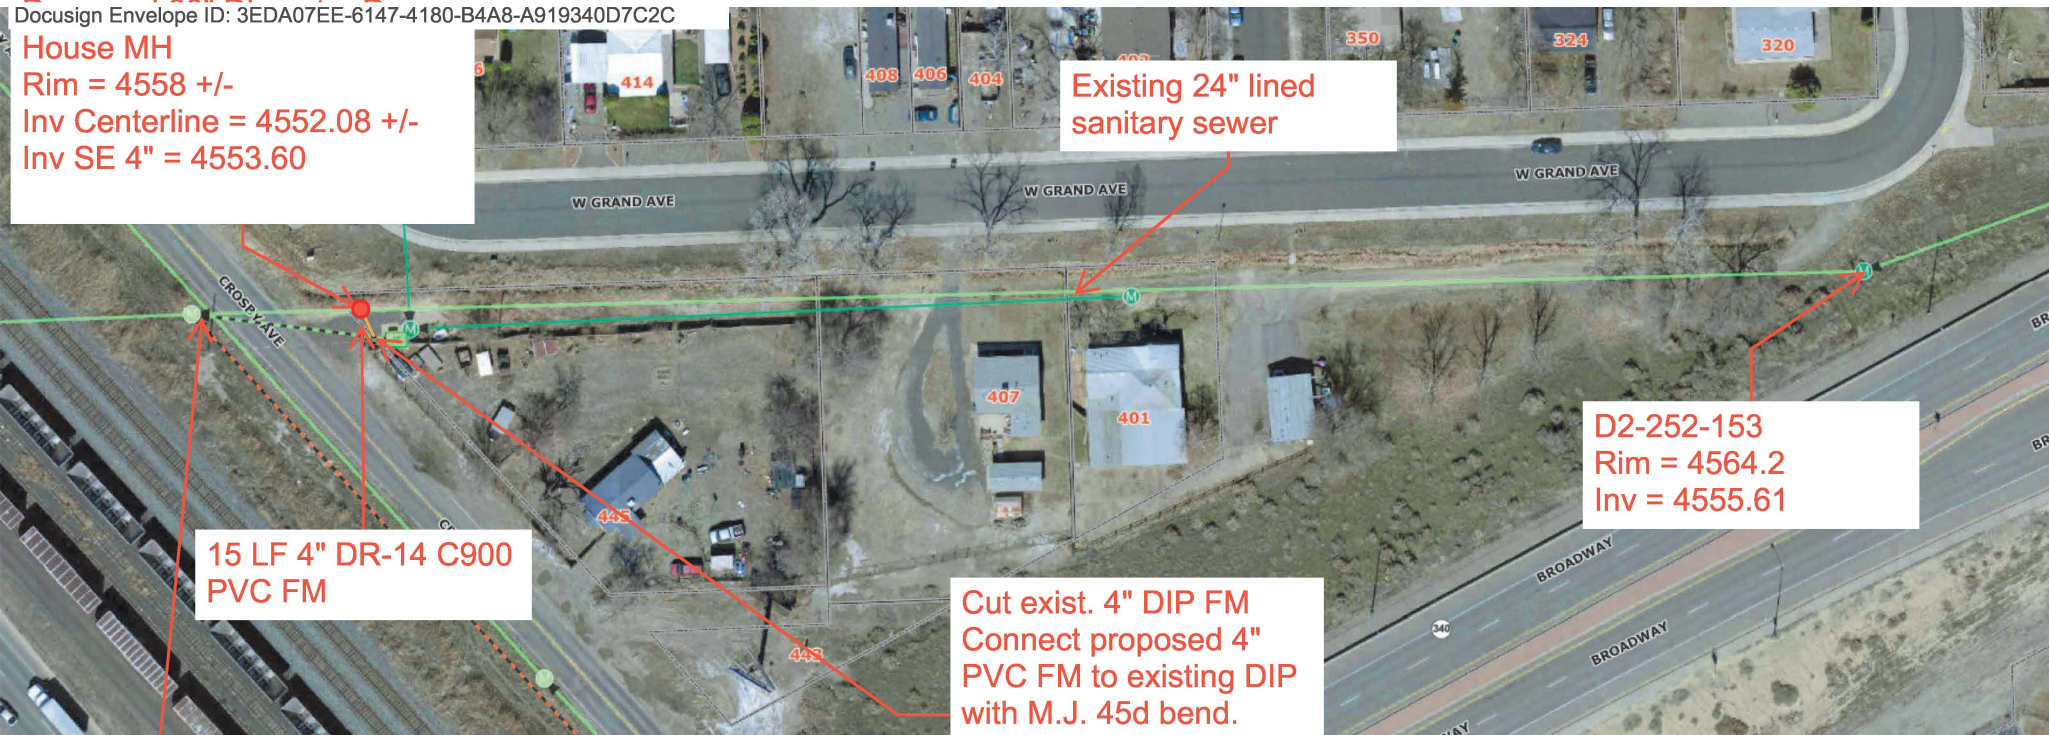 Docusign Envelope ID: 3EDA07EE-6147-4180-B4A8-A919340D7C2C
House MH
Rim = 4558 +/-
Inv Centerline = 4552.08 +/-
Inv SE 4" = 4553.60
414
408
406
404
350
324
320
Existing 24" lined
sanitary sewer
W GRAND AVE
W GRAND AVE
W GRAND AVE
CROSBY AVE
M
M
M
M
M
407
401
445
443
D2-252-153
Rim = 4564.2
Inv = 4555.61
15 LF 4" DR-14 C900
PVC FM
Cut exist. 4" DIP FM
Connect proposed 4"
PVC FM to existing DIP
with M.J. 45d bend.
BROADWAY
BROADWAY
340